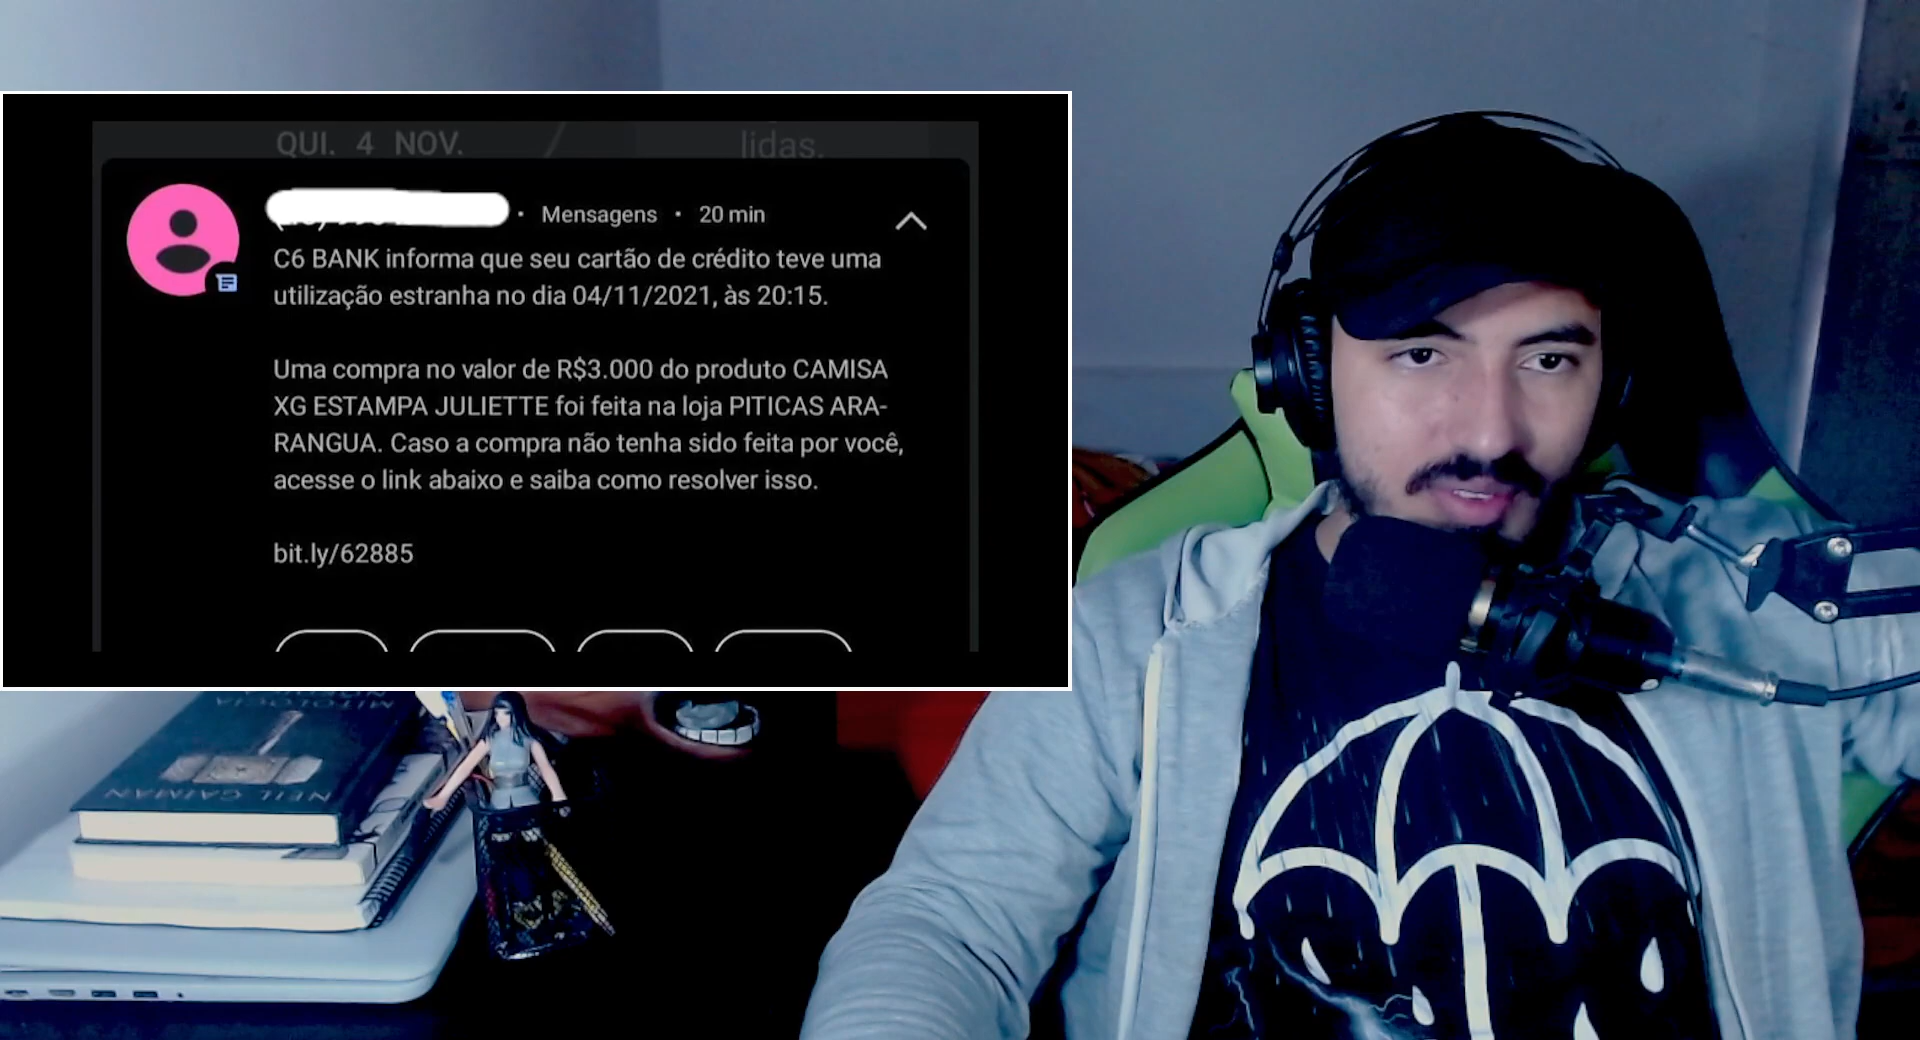 QUI. 4 NOV.
lidas.
• Mensagens • 20 min
C6 BANK informa que seu cartão de crédito teve uma
utilização estranha no dia 04/11/2021, às 20:15.
Uma compra no valor de R$3.000 do produto CAMISA
XG ESTAMPA JULIETTE foi feita na loja PITICAS ARA-
RANGUA. Caso a compra não tenha sido feita por você,
acesse o link abaixo e saiba como resolver isso.
bit.ly/62885
MITOLOGIA
NEIL GAIMAN